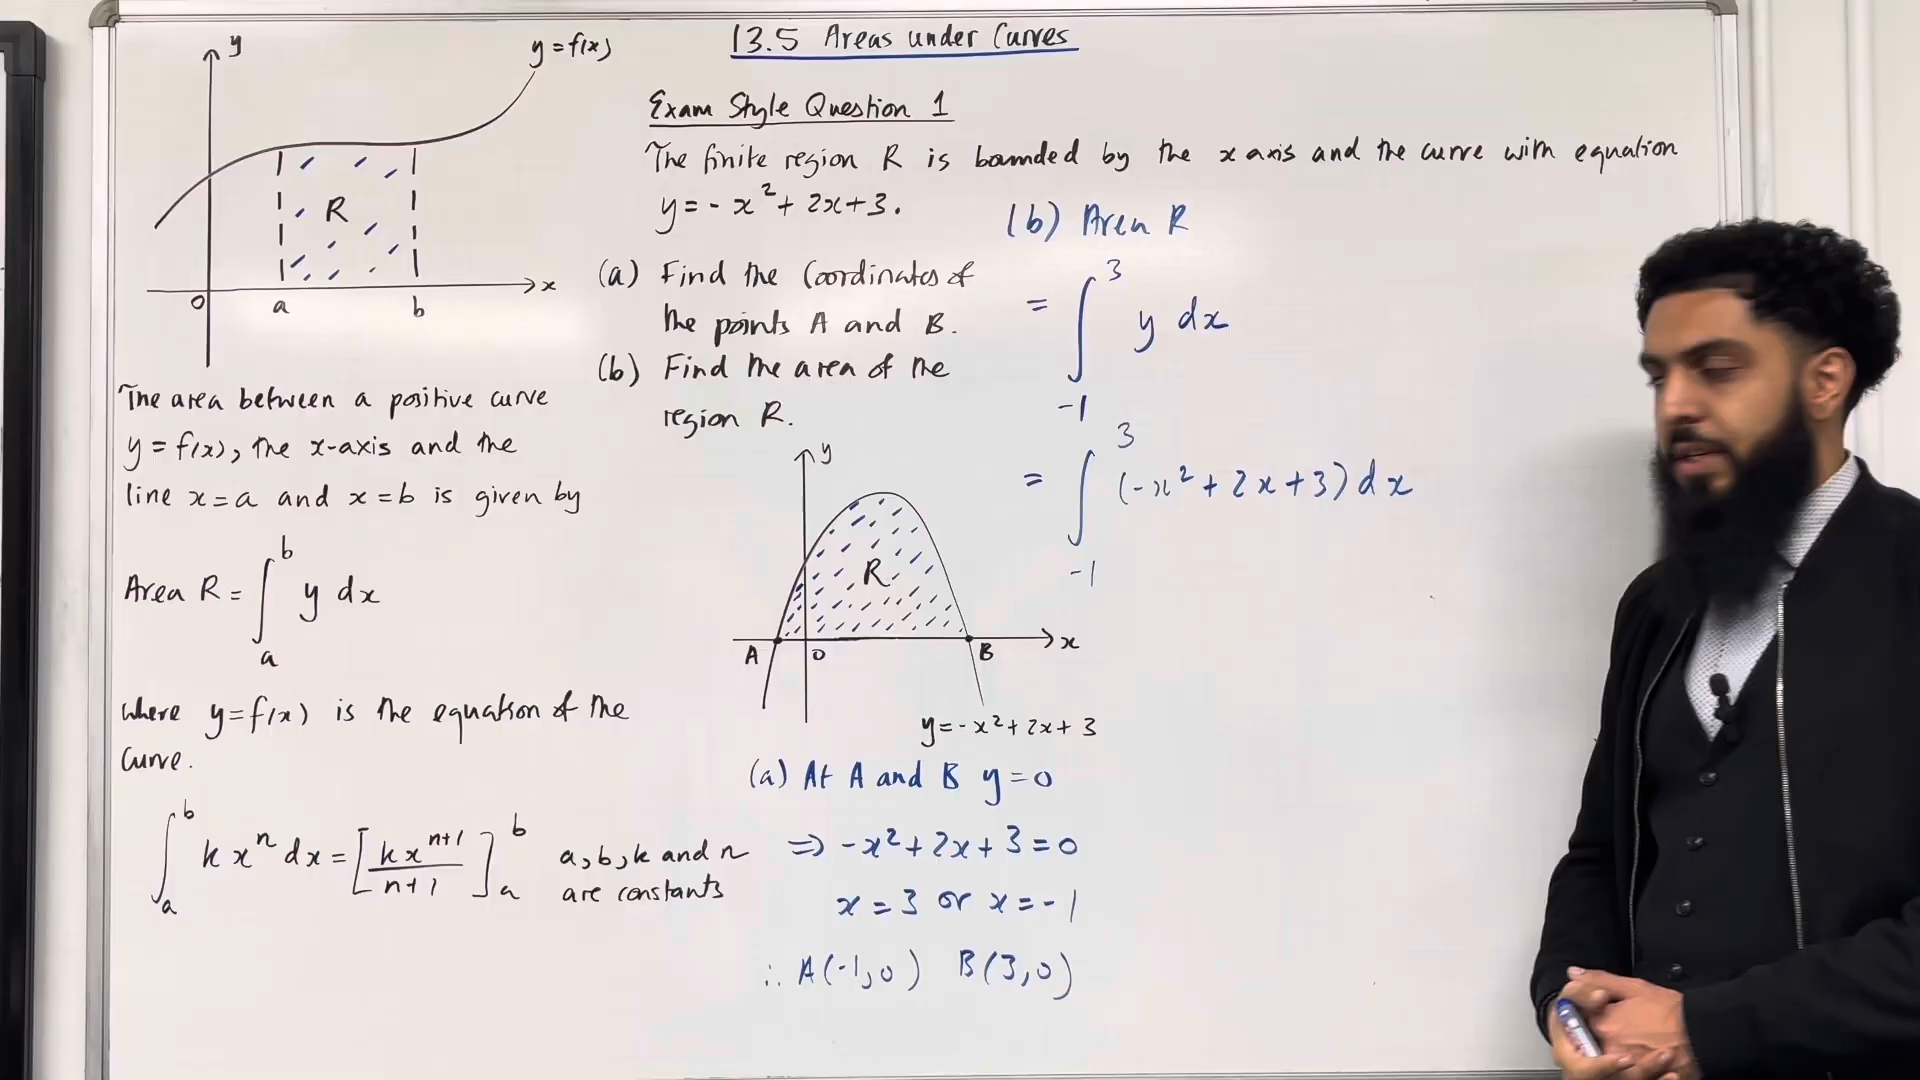 13.5 Areas under Curves
y
y = f(x)
R
0
a
b
x
The area between a positive curve
y = f(x), the x-axis and the
line x = a and x = b is given by
Area R = ∫_a^b y dx
where y = f(x) is the equation of the
curve.
∫_a^b k x^n dx = [kx^{n+1}/(n+1)]_a^b
a, b, k and n
are constants
Exam Style Question 1
The finite region R is bounded by the x axis and the curve with equation
y = - x² + 2x + 3.
(a) Find the coordinates of
the points A and B.
(b) Find the area of the
region R.
y
R
A
0
B
x
y = - x² + 2x + 3
(a) At A and B y = 0
⇒ -x² + 2x + 3 = 0
x = 3 or x = -1
∴ A(-1,0) B(3,0)
(b) Area R
= ∫_{-1}^3 y dx
= ∫_{-1}^3 (-x² + 2x + 3) dx